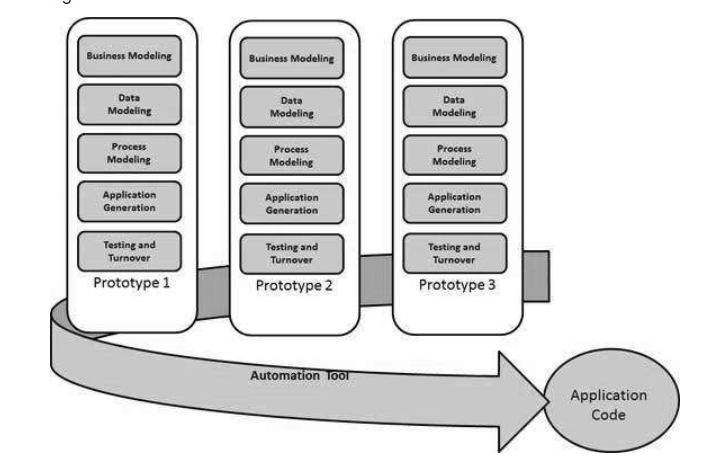 Business Modeling
Data
Modeling
Process
Modeling
Application
Generation
Testing and
Turnover
Prototype 1
Business Modeling
Data
Modeling
Process
Modeling
Application
Generation
Testing and
Turnover
Prototype 2
Business Modeling
Data
Modeling
Process
Modeling
Application
Generation
Testing and
Turnover
Prototype 3
Automation Tool
Application
Code